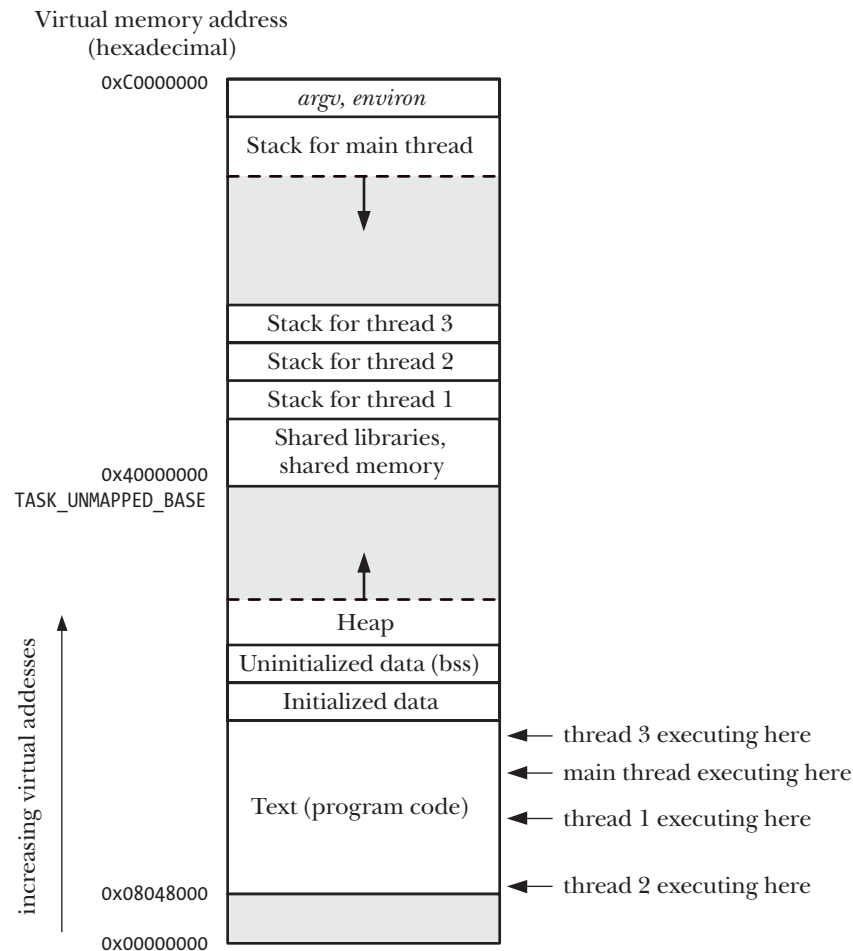 Virtual memory address
(hexadecimal)
0xC0000000
argv, environ
Stack for main thread
Stack for thread 3
Stack for thread 2
Stack for thread 1
Shared libraries,
shared memory
0x40000000
TASK_UNMAPPED_BASE
Heap
Uninitialized data (bss)
Initialized data
increasing virtual addesses
thread 3 executing here
main thread executing here
Text (program code)
thread 1 executing here
thread 2 executing here
0x08048000
0x00000000